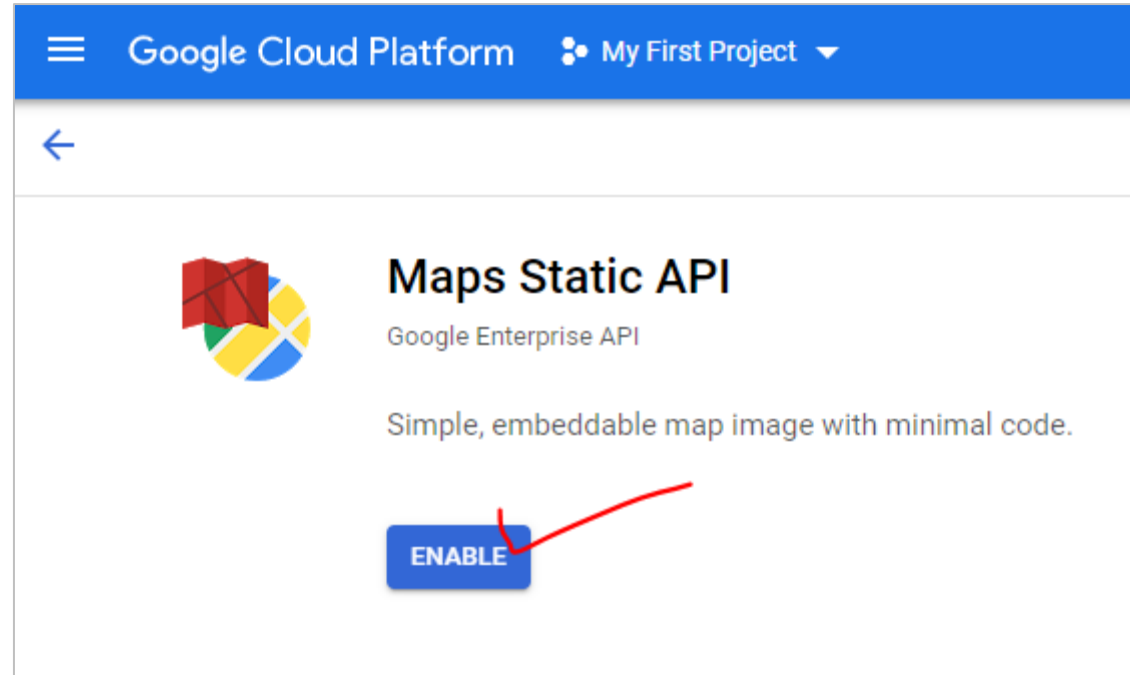 Google Cloud Platform My First Project
Maps Static API
Google Enterprise API
Simple, embeddable map image with minimal code.
ENABLE